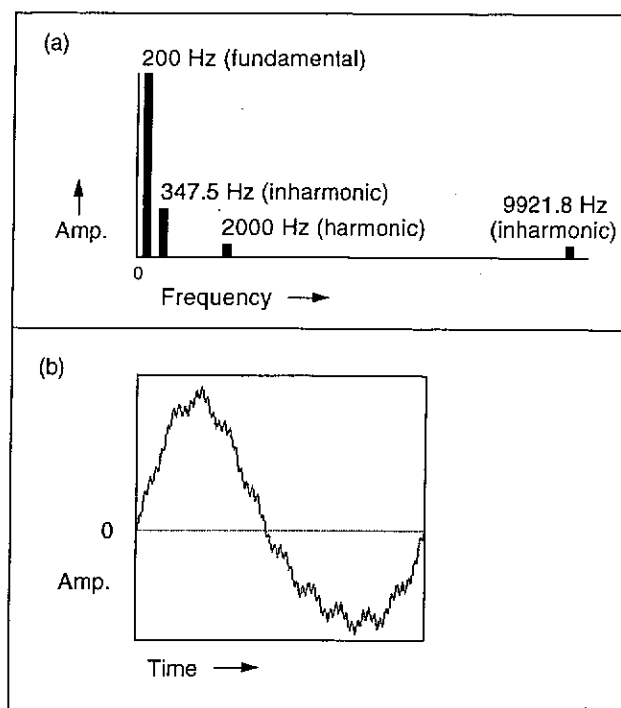 (a)
200 Hz (fundamental)
347.5 Hz (inharmonic)
2000 Hz (harmonic)
9921.8 Hz
(inharmonic)
Amp.
0
Frequency
(b)
0
Amp.
Time